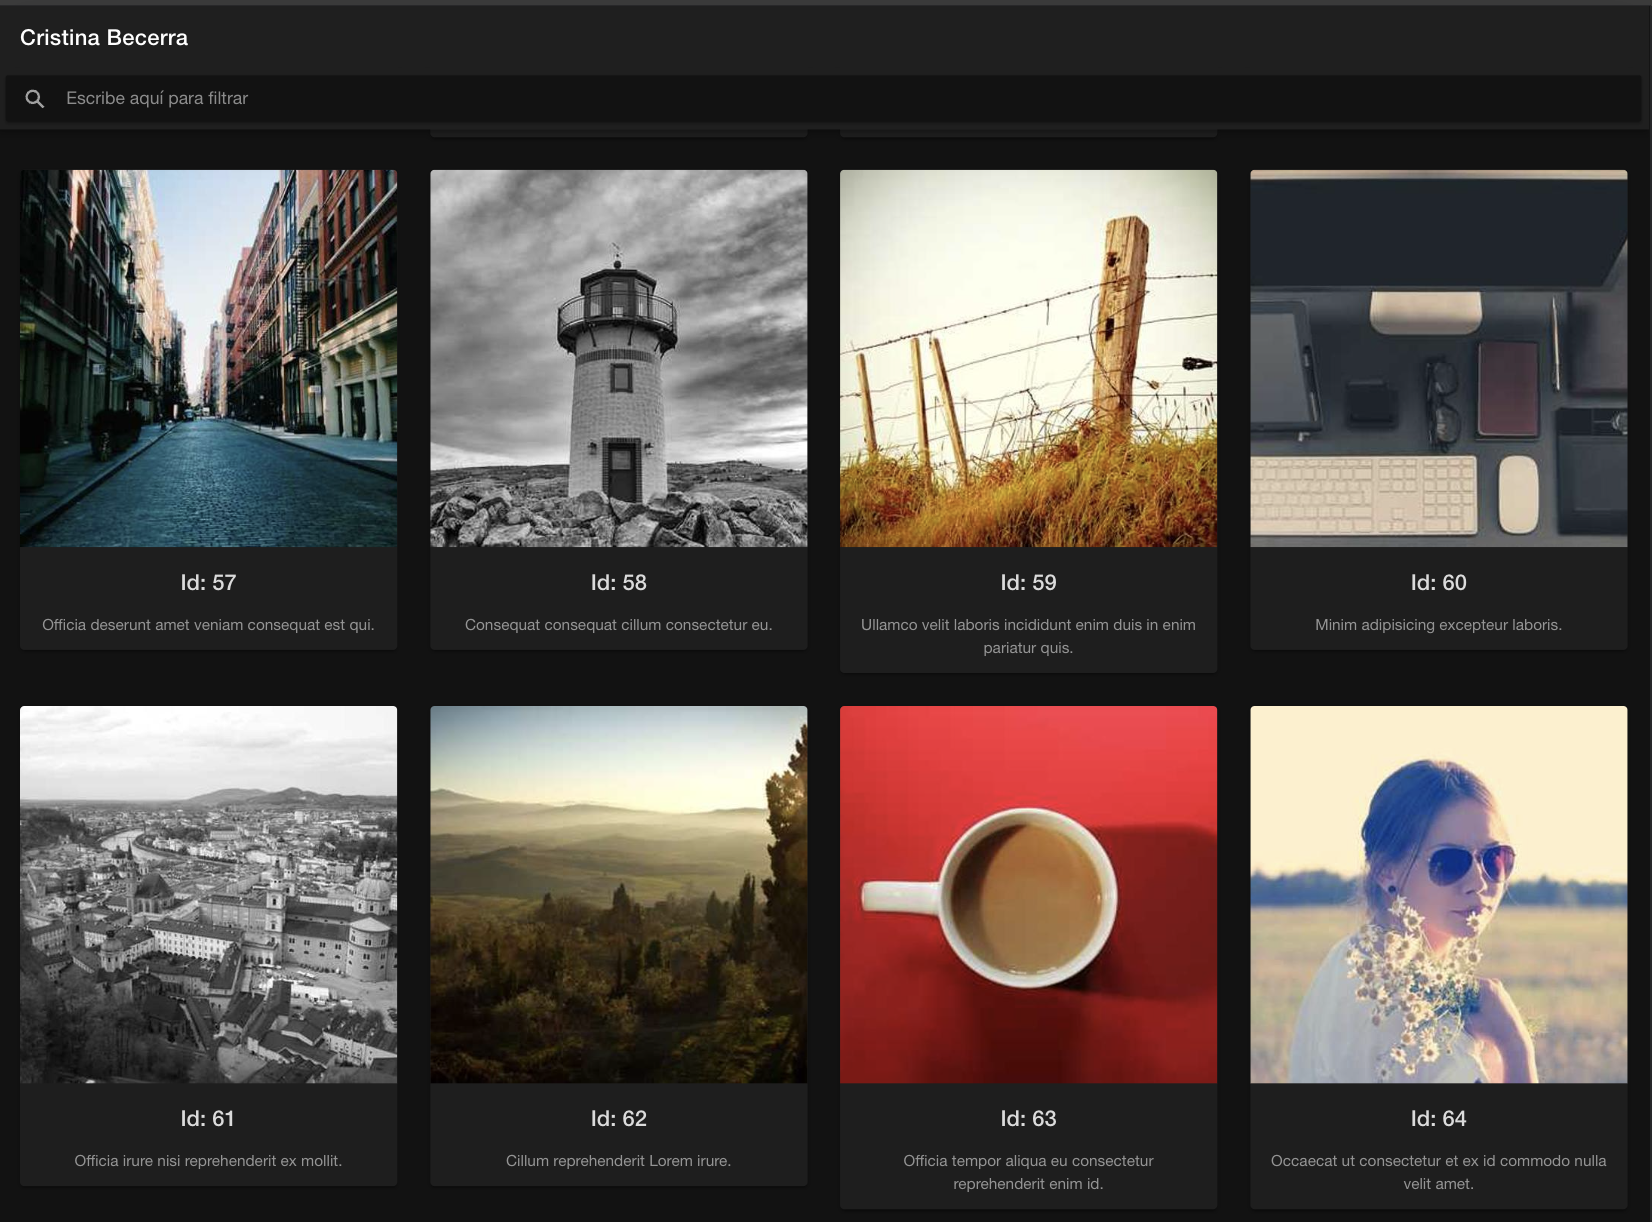 Cristina Becerra
Escribe aquí para filtrar
Id: 57
Officia deserunt amet veniam consequat est qui.
Id: 58
Consequat consequat cillum consectetur eu.
Id: 59
Ullamco velit laboris incididunt enim duis in enim
pariatur quis.
Id: 60
Minim adipisicing excepteur laboris.
Id: 61
Officia irure nisi reprehenderit ex mollit.
Id: 62
Cillum reprehenderit Lorem irure.
Id: 63
Officia tempor aliqua eu consectetur
reprehenderit enim id.
Id: 64
Occaecat ut consectetur et ex id commodo nulla
velit amet.